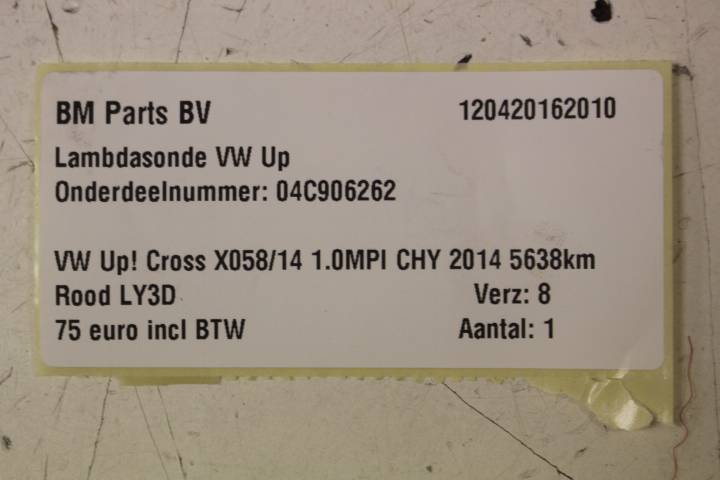 BM Parts BV 120420162010
Lambdasonde VW Up
Onderdeelnummer: 04C906262
VW Up! Cross X058/14 1.0MPI CHY 2014 5638km
Rood LY3D Verz: 8
75 euro incl BTW Aantal: 1